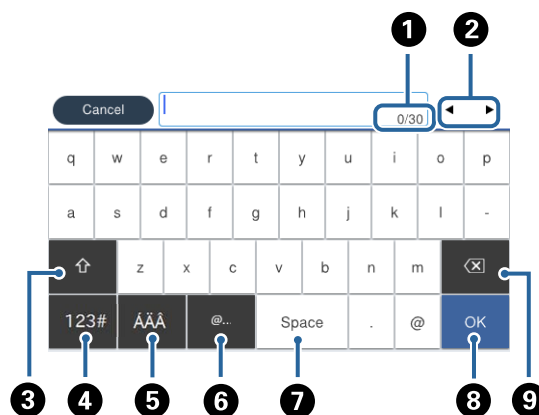 1 2
Cancel
0/30 ◄ ►
q w e r t y u i o p
a s d f g h j k l -
z x c v b n m
123# ÁÄÂ @... Space . @ OK
3 4 5 6 7 8 9